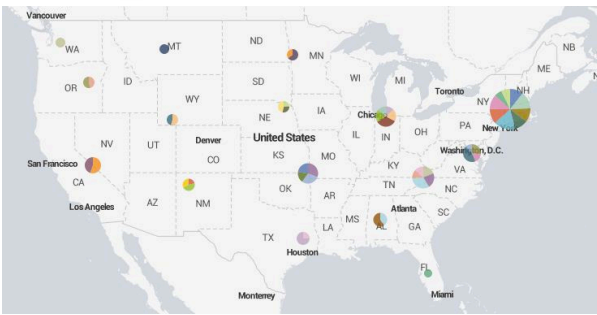 Vancouver
WA
MT
ND
MN
OR
ID
SD
WI
MI
NB
ME
WY
NE
IA
Chic
Toronto
NY
NH
New York
NV
UT
Denver
CO
United States
KS
MO
IL
IN
OH
PA
Washington, D.C.
San Francisco
CA
KY
VA
Los Angeles
AZ
NM
OK
AR
TN
NC
TX
LA
MS
AL
Atlanta
GA
SC
Houston
FL
Monterrey
Miami